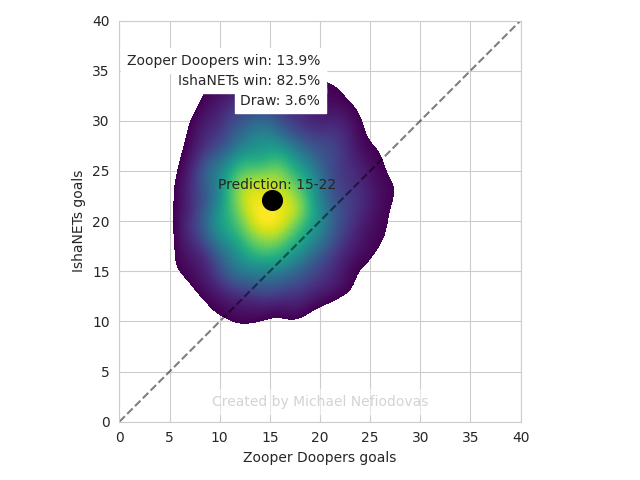 Zooper Doopers win: 13.9%
IshaNETs win: 82.5%
Draw: 3.6%
Prediction: 15-22
IshaNETs goals
40
35
30
25
20
15
10
5
0
0 5 10 15 20 25 30 35 40
Zooper Doopers goals
Created by Michael Nefiodovas